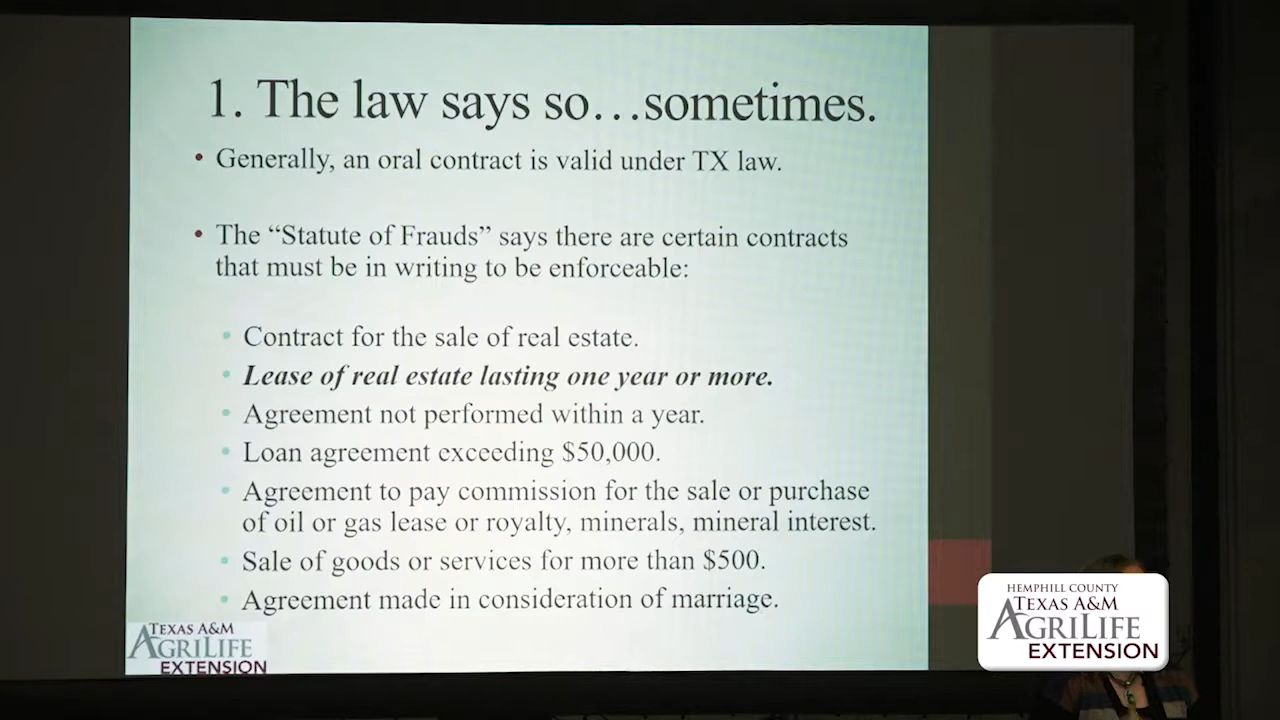 1. The law says so…sometimes.
• Generally, an oral contract is valid under TX law.
• The “Statute of Frauds” says there are certain contracts
that must be in writing to be enforceable:
• Contract for the sale of real estate.
• Lease of real estate lasting one year or more.
• Agreement not performed within a year.
• Loan agreement exceeding $50,000.
• Agreement to pay commission for the sale or purchase
of oil or gas lease or royalty, minerals, mineral interest.
• Sale of goods or services for more than $500.
• Agreement made in consideration of marriage.
TEXAS A&M
AGRILIFE
EXTENSION
HEMPHILL COUNTY
TEXAS A&M
AGRILIFE
EXTENSION